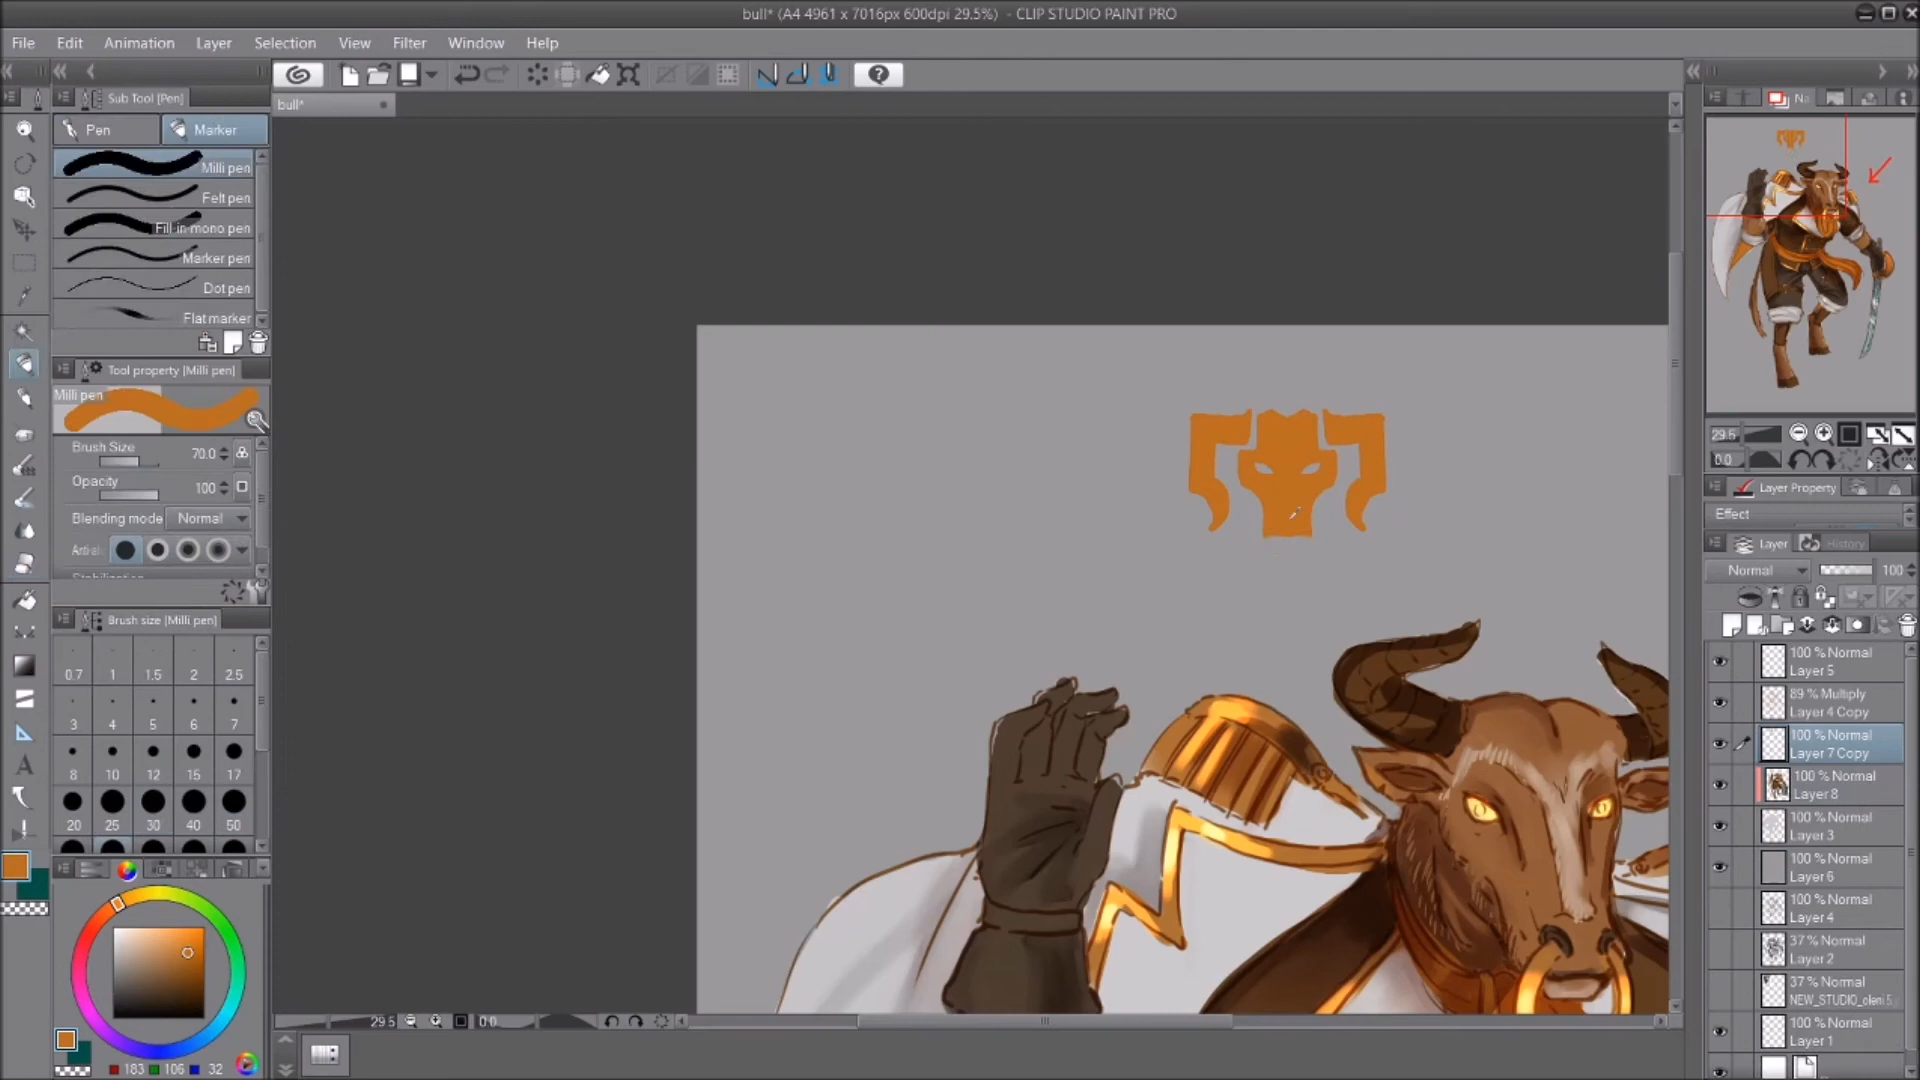 bull* (A4 4961 x 7016px 600dpi 29.5%) - CLIP STUDIO PAINT PRO
File Edit Animation Layer Selection View Filter Window Help
Sub Tool [Pen]
bull*
Pen
Marker
Milli pen
Felt pen
Fill-in mono pen
Marker pen
Dot pen
Flat marker
Tool property [Milli pen]
Milli pen
Brush Size 70.0
Opacity 100
Blending mode Normal
Brush size [Milli pen]
0.7 1 1.5 2 2.5
3 4 5 6 7
8 10 12 15 17
20 25 30 40 50
183 106 32
29.5 0.0
Na
29.5
0.0
Layer Property
Effect
Layer History
Normal 100
100 % Normal
Layer 5
89 % Multiply
Layer 4 Copy
100 % Normal
Layer 7 Copy
100 % Normal
Layer 8
100 % Normal
Layer 3
100 % Normal
Layer 6
100 % Normal
Layer 4
37 % Normal
Layer 2
37 % Normal
100 % Normal
Layer 1